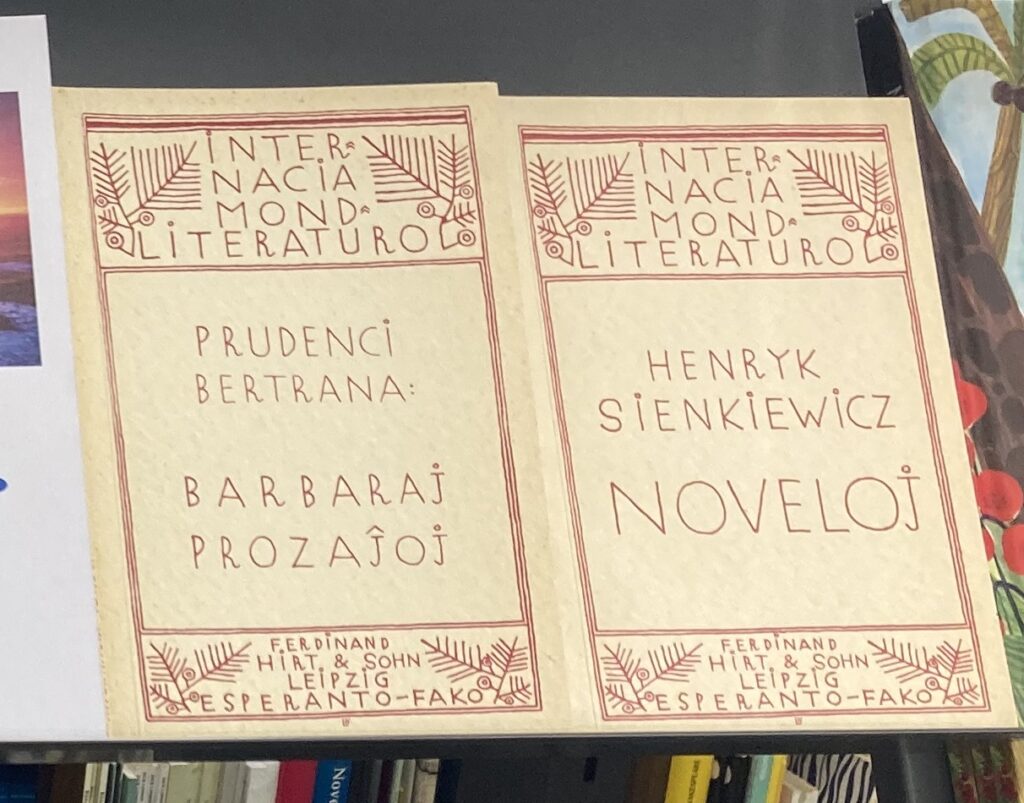 INTER-
NACIA
MOND-
LITERATURO
PRUDENCI
BERTRANA:
BARBARAJ
PROZAĴOJ
FERDINAND
HIRT & SOHN
LEIPZIG
ESPERANTO-FAKO
INTER-
NACIA
MOND-
LITERATURO
HENRYK
SIENKIEWICZ
NOVELOJ
FERDINAND
HIRT & SOHN
LEIPZIG
ESPERANTO-FAKO